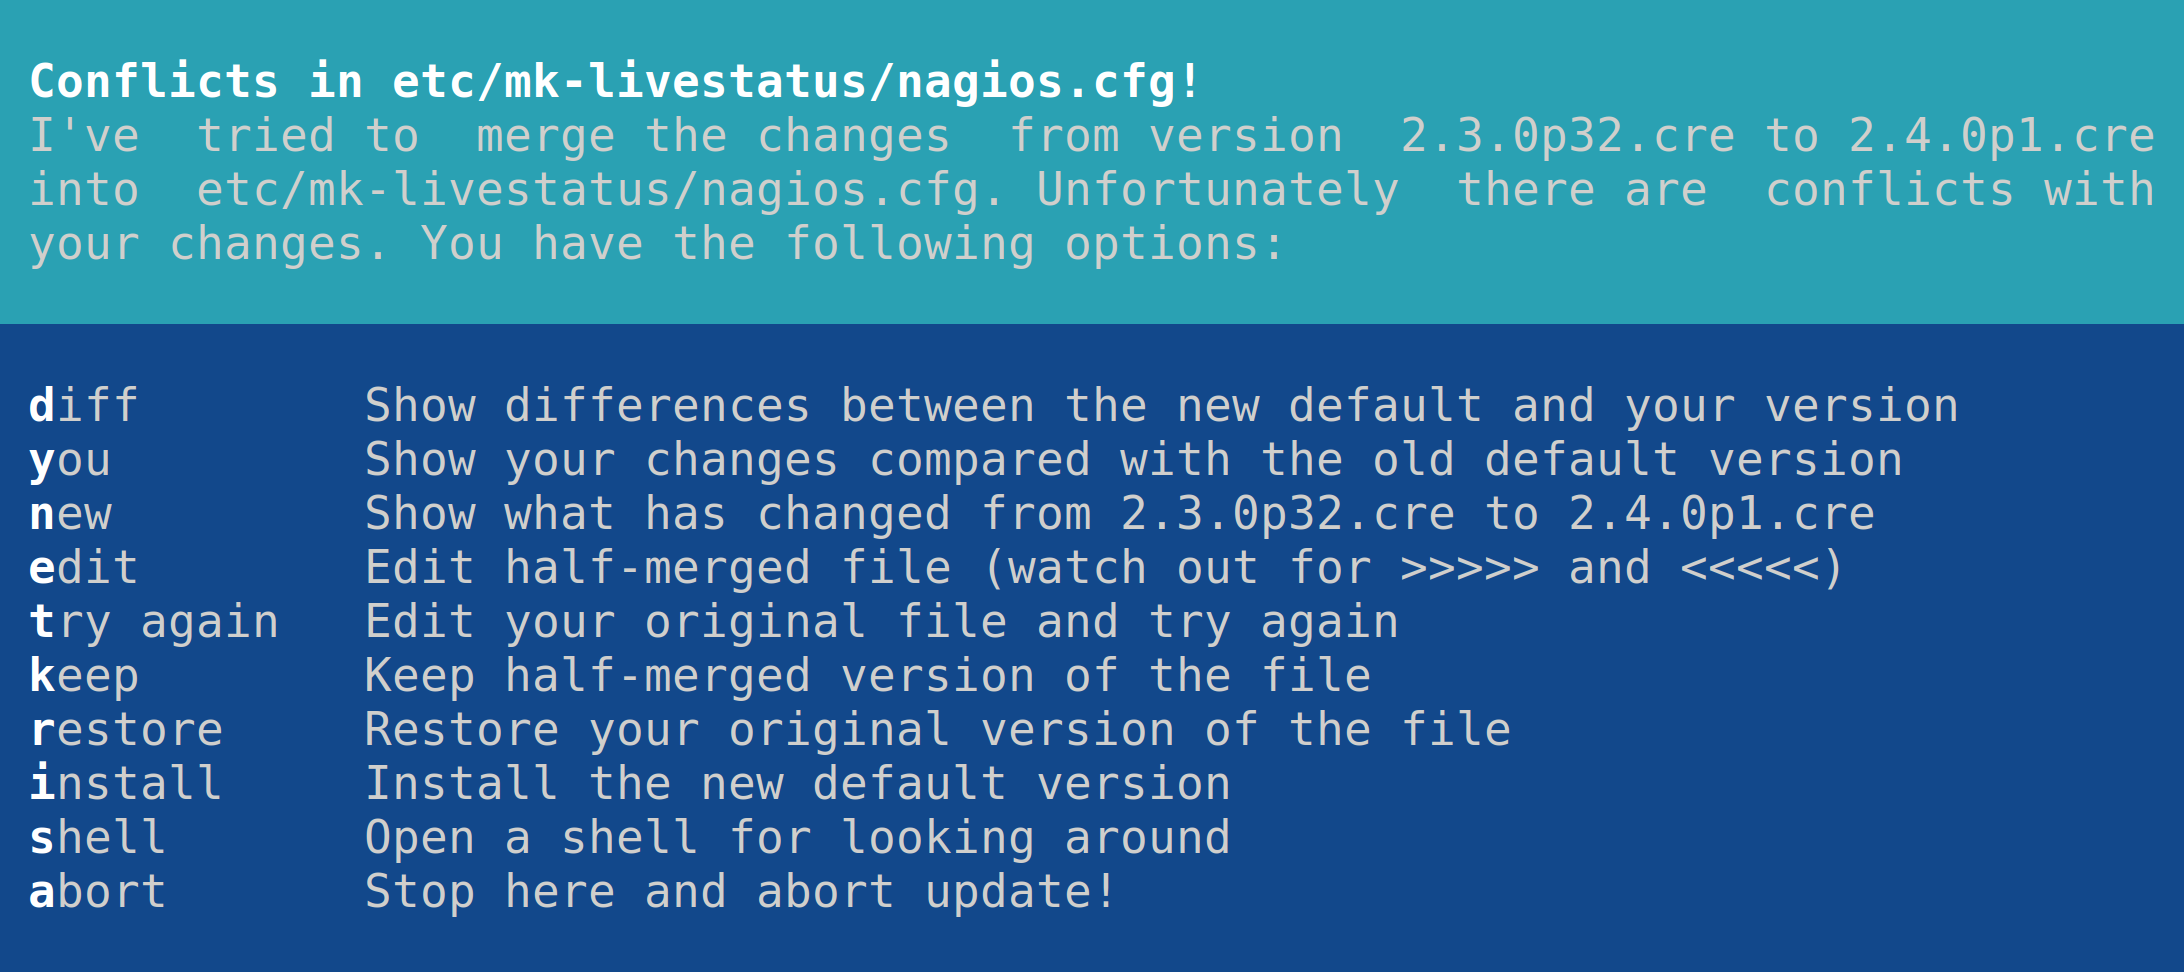 Conflicts in etc/mk-livestatus/nagios.cfg!
I've  tried to  merge the changes  from version  2.3.0p32.cre to 2.4.0p1.cre
into  etc/mk-livestatus/nagios.cfg. Unfortunately  there are  conflicts with
your changes. You have the following options:
diff        Show differences between the new default and your version
you         Show your changes compared with the old default version
new         Show what has changed from 2.3.0p32.cre to 2.4.0p1.cre
edit        Edit half-merged file (watch out for >>>>> and <<<<<)
try again   Edit your original file and try again
keep        Keep half-merged version of the file
restore     Restore your original version of the file
install     Install the new default version
shell       Open a shell for looking around
abort       Stop here and abort update!